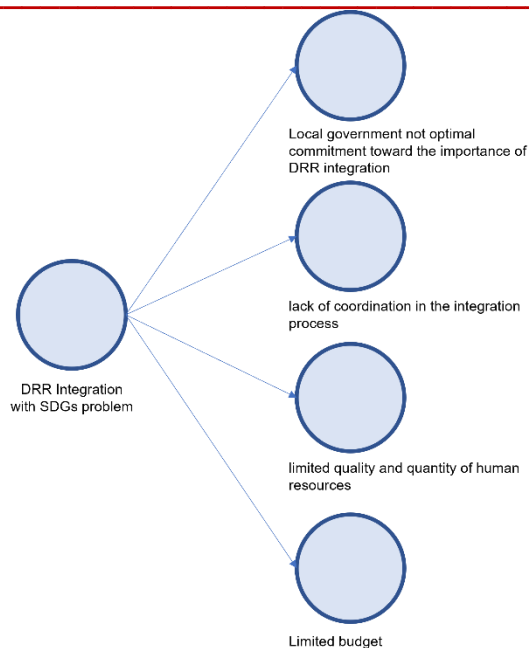 Local government not optimal
commitment toward the importance of
DRR integration
lack of coordination in the integration
process
DRR Integration
with SDGs problem
limited quality and quantity of human
resources
Limited budget